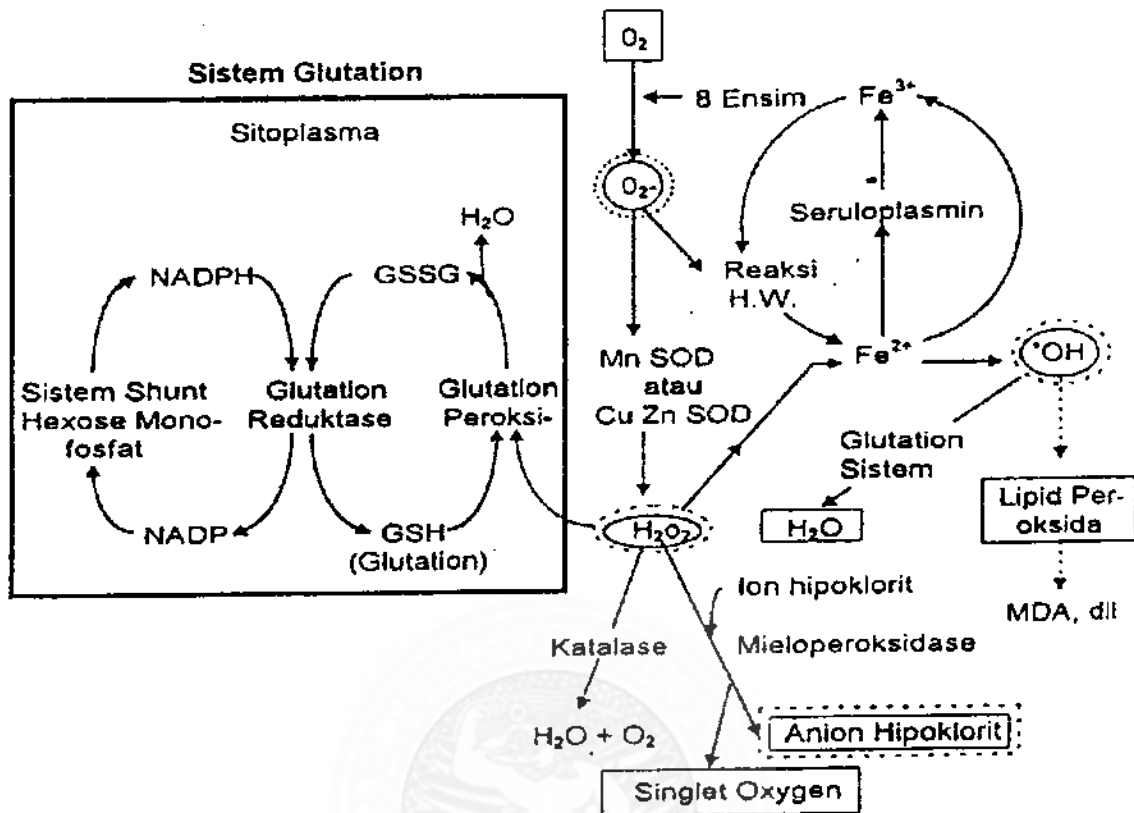 O₂
Sistem Glutation
8 Ensim
Fe³⁺
Sitoplasma
O₂-
Seruloplasmin
H₂O
NADPH
GSSG
Reaksi
H.W.
Fe²⁺
•OH
Mn SOD
atau
Cu Zn SOD
Sistem Shunt
Hexose Mono-
fosfat
Glutation
Reduktase
Glutation
Peroksi-
Glutation
Sistem
Lipid Per-
oksida
NADP
GSH
(Glutation)
H₂O₂
H₂O
Ion hipoklorit
MDA, dll
Katalase
Mieloperoksidase
H₂O + O₂
Anion Hipoklorit
Singlet Oxygen